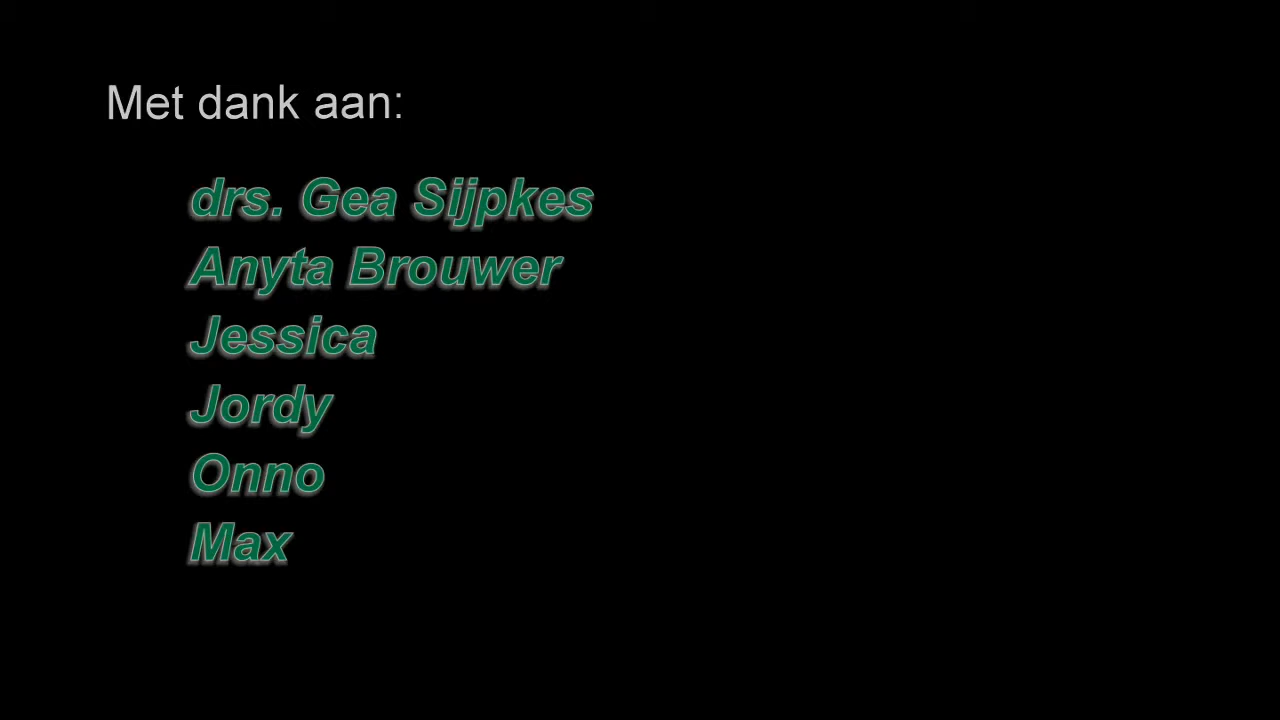 Met dank aan:
drs. Gea Sijpkes
Anyta Brouwer
Jessica
Jordy
Onno
Max